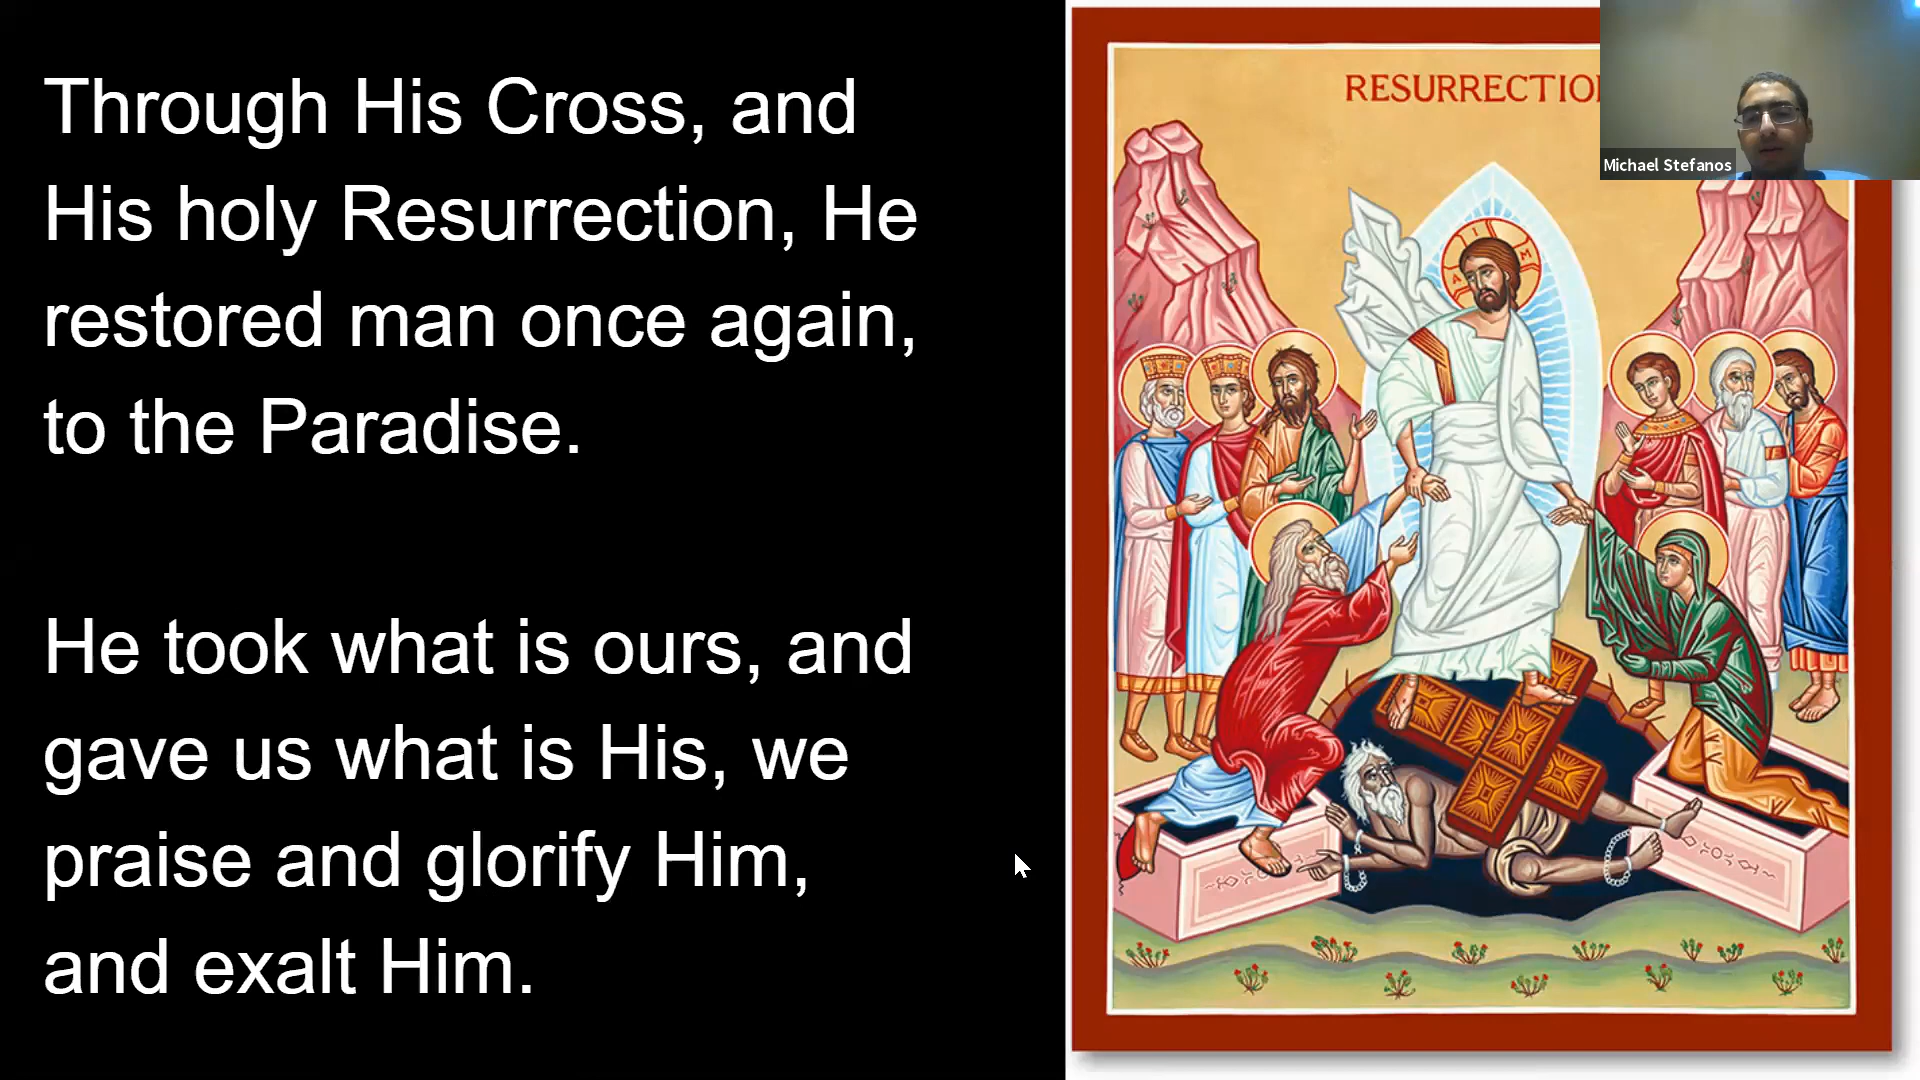 Through His Cross, and
His holy Resurrection, He
restored man once again,
to the Paradise.
He took what is ours, and
gave us what is His, we
praise and glorify Him,
and exalt Him.
RESURRECTIO
Michael Stefanos